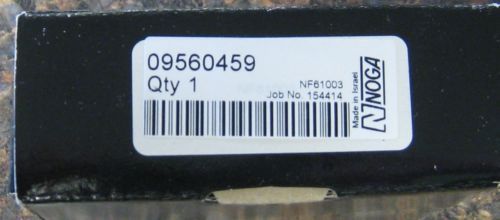 09560459
Qty 1
NF61003
Job No. 154414
Made in Israel
NOGA